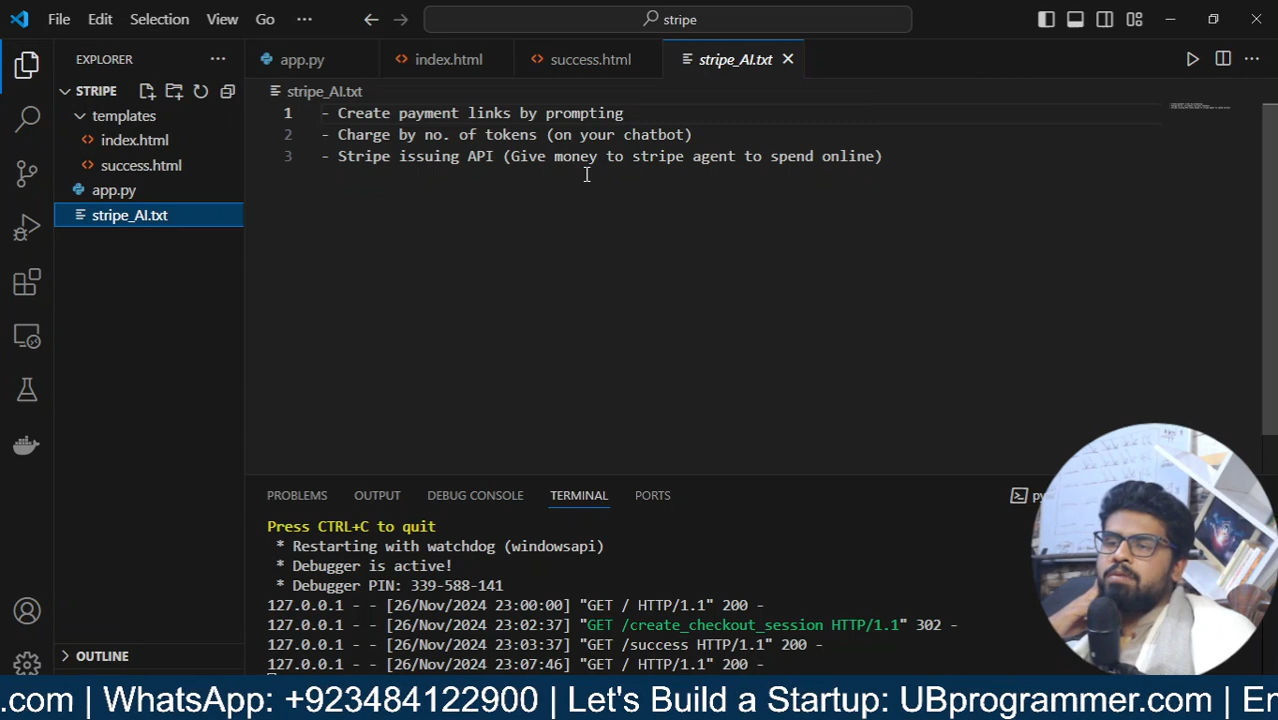 File Edit Selection View Go ··· stripe
EXPLORER ···
app.py index.html success.html stripe_AI.txt
STRIPE
templates
index.html
success.html
app.py
stripe_AI.txt
stripe_AI.txt
1 - Create payment links by prompting
2 - Charge by no. of tokens (on your chatbot)
3 - Stripe issuing API (Give money to stripe agent to spend online)
PROBLEMS OUTPUT DEBUG CONSOLE TERMINAL PORTS
Press CTRL+C to quit
* Restarting with watchdog (windowsapi)
* Debugger is active!
* Debugger PIN: 339-588-141
127.0.0.1 - - [26/Nov/2024 23:00:00] "GET / HTTP/1.1" 200 -
127.0.0.1 - - [26/Nov/2024 23:02:37] "GET /create_checkout_session HTTP/1.1" 302 -
127.0.0.1 - - [26/Nov/2024 23:03:37] "GET /success HTTP/1.1" 200 -
127.0.0.1 - - [26/Nov/2024 23:07:46] "GET / HTTP/1.1" 200 -
OUTLINE
.com | WhatsApp: +923484122900 | Let's Build a Startup: UBprogrammer.com | E